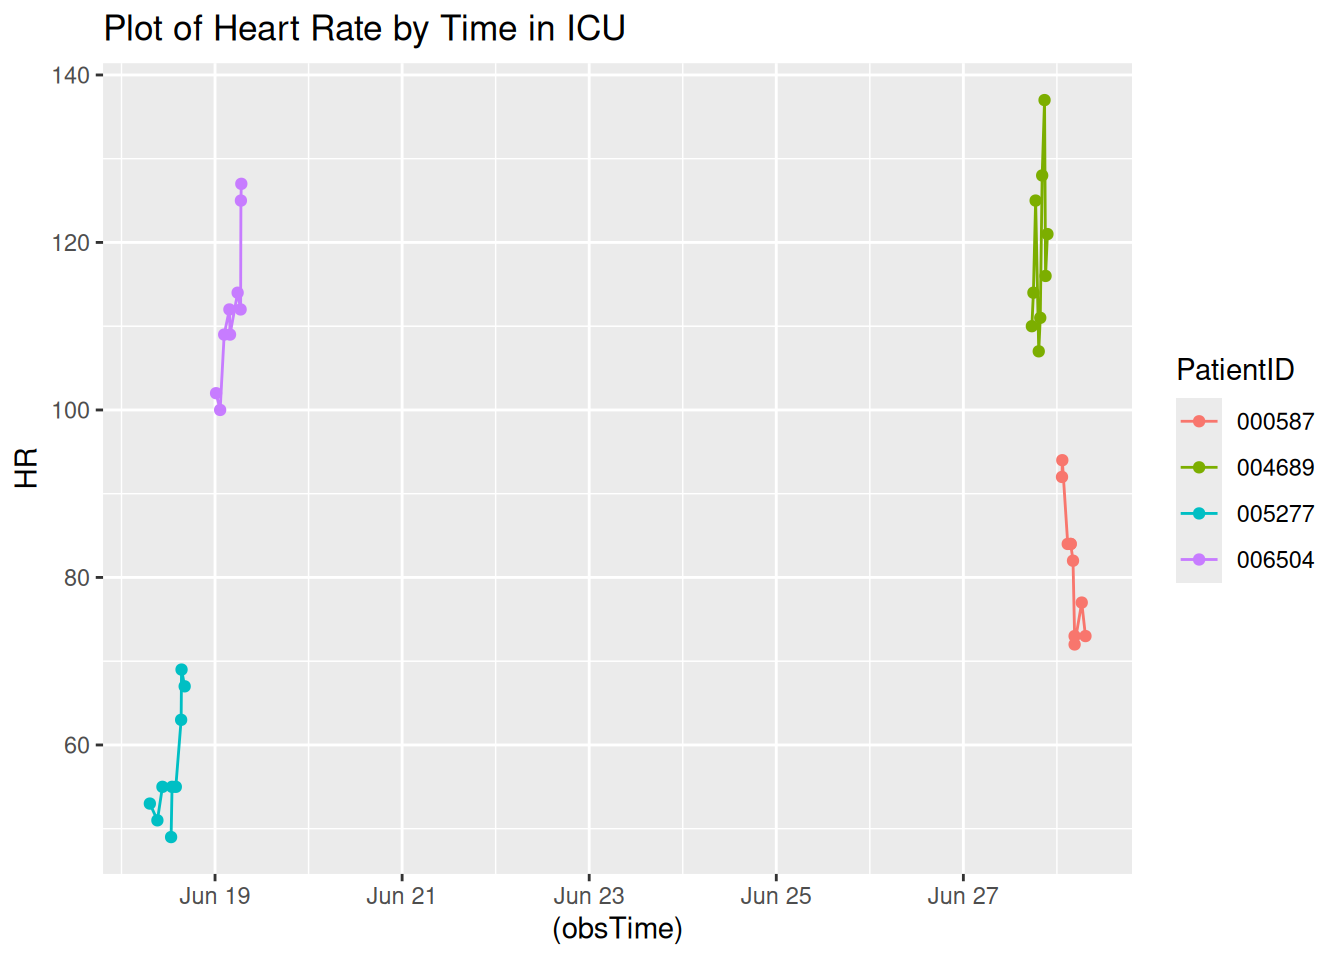 Plot of Heart Rate by Time in ICU
140
120
100
80
60
HR
Jun 19 Jun 21 Jun 23 Jun 25 Jun 27
(obsTime)
PatientID
000587
004689
005277
006504